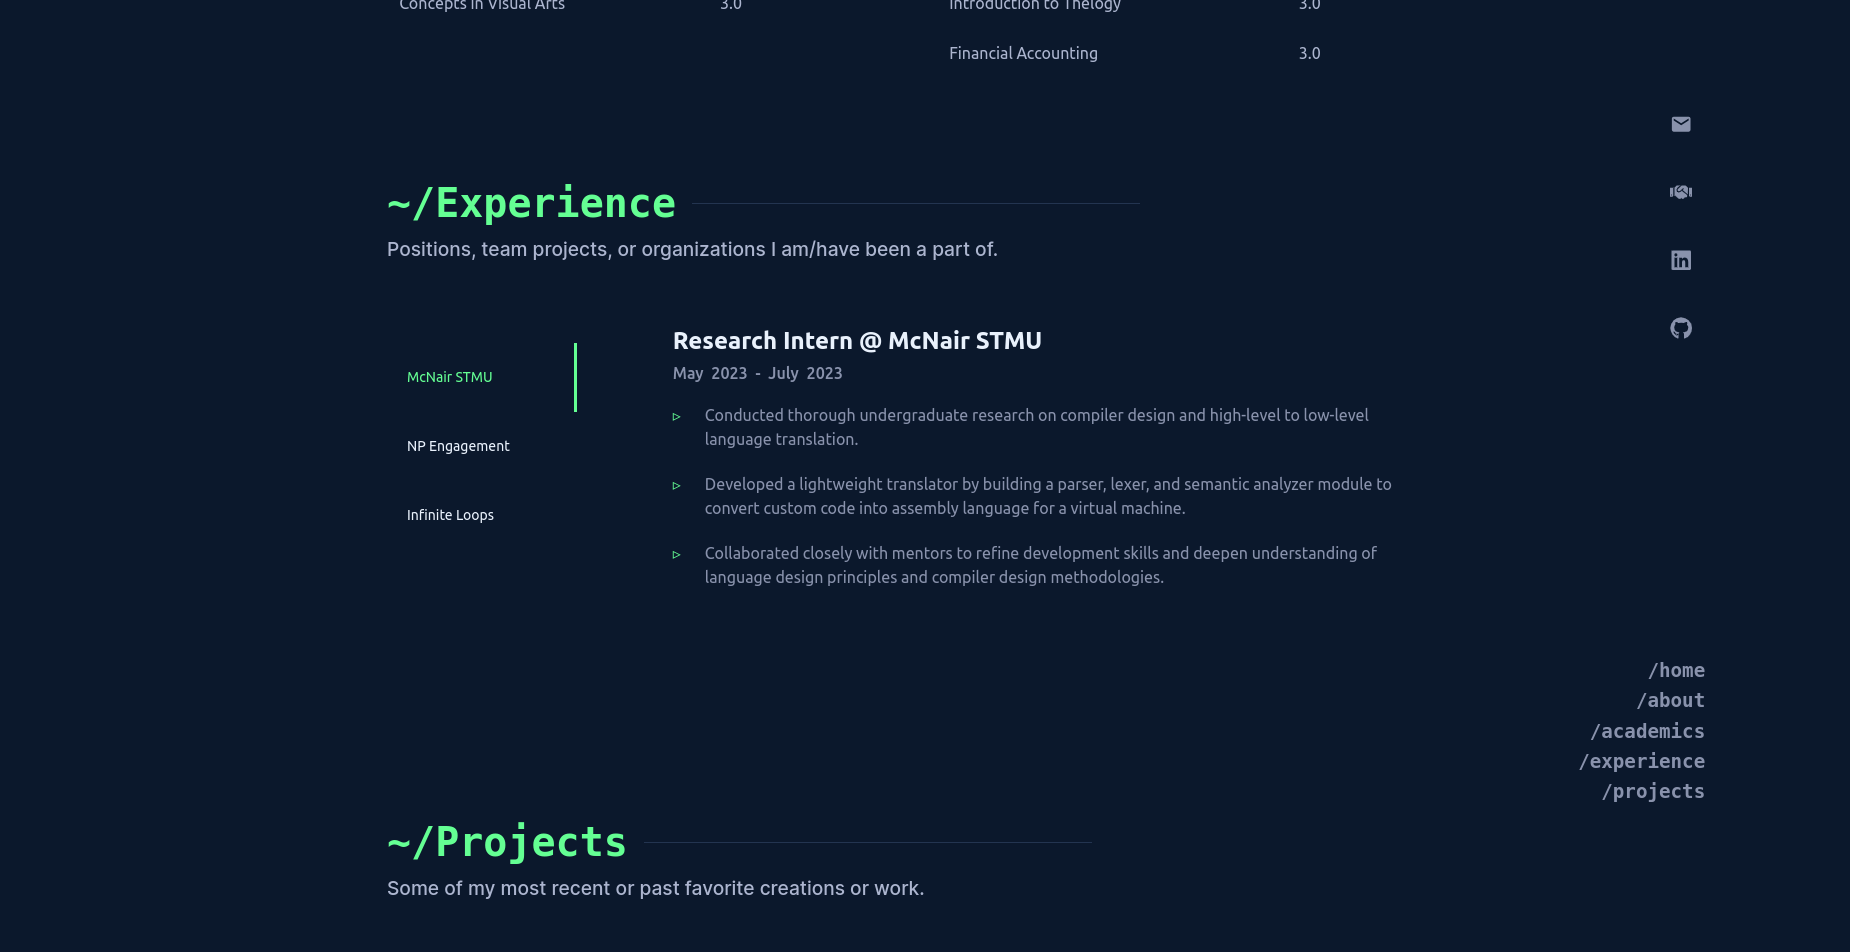 Concepts in Visual Arts 3.0 Introduction to Thelogy 3.0
Financial Accounting 3.0
~/Experience
Positions, team projects, or organizations I am/have been a part of.
McNair STMU
NP Engagement
Infinite Loops
Research Intern @ McNair STMU
May 2023 - July 2023
▹ Conducted thorough undergraduate research on compiler design and high-level to low-level
language translation.
▹ Developed a lightweight translator by building a parser, lexer, and semantic analyzer module to
convert custom code into assembly language for a virtual machine.
▹ Collaborated closely with mentors to refine development skills and deepen understanding of
language design principles and compiler design methodologies.
/home
/about
/academics
/experience
/projects
~/Projects
Some of my most recent or past favorite creations or work.